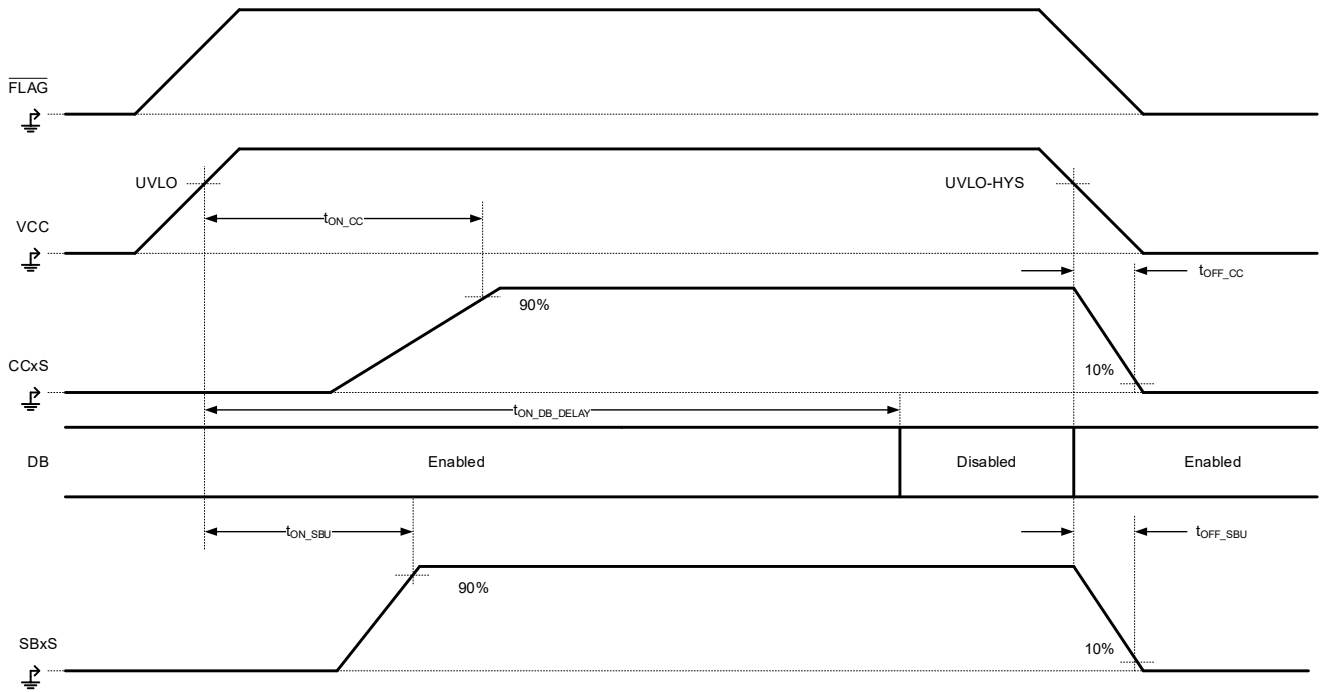 FLAG
UVLO
UVLO-HYS
tON_CC
VCC
tOFF_CC
90%
CCxS
10%
tON_DB_DELAY
DB
Enabled
Disabled
Enabled
tON_SBU
tOFF_SBU
90%
SBxS
10%